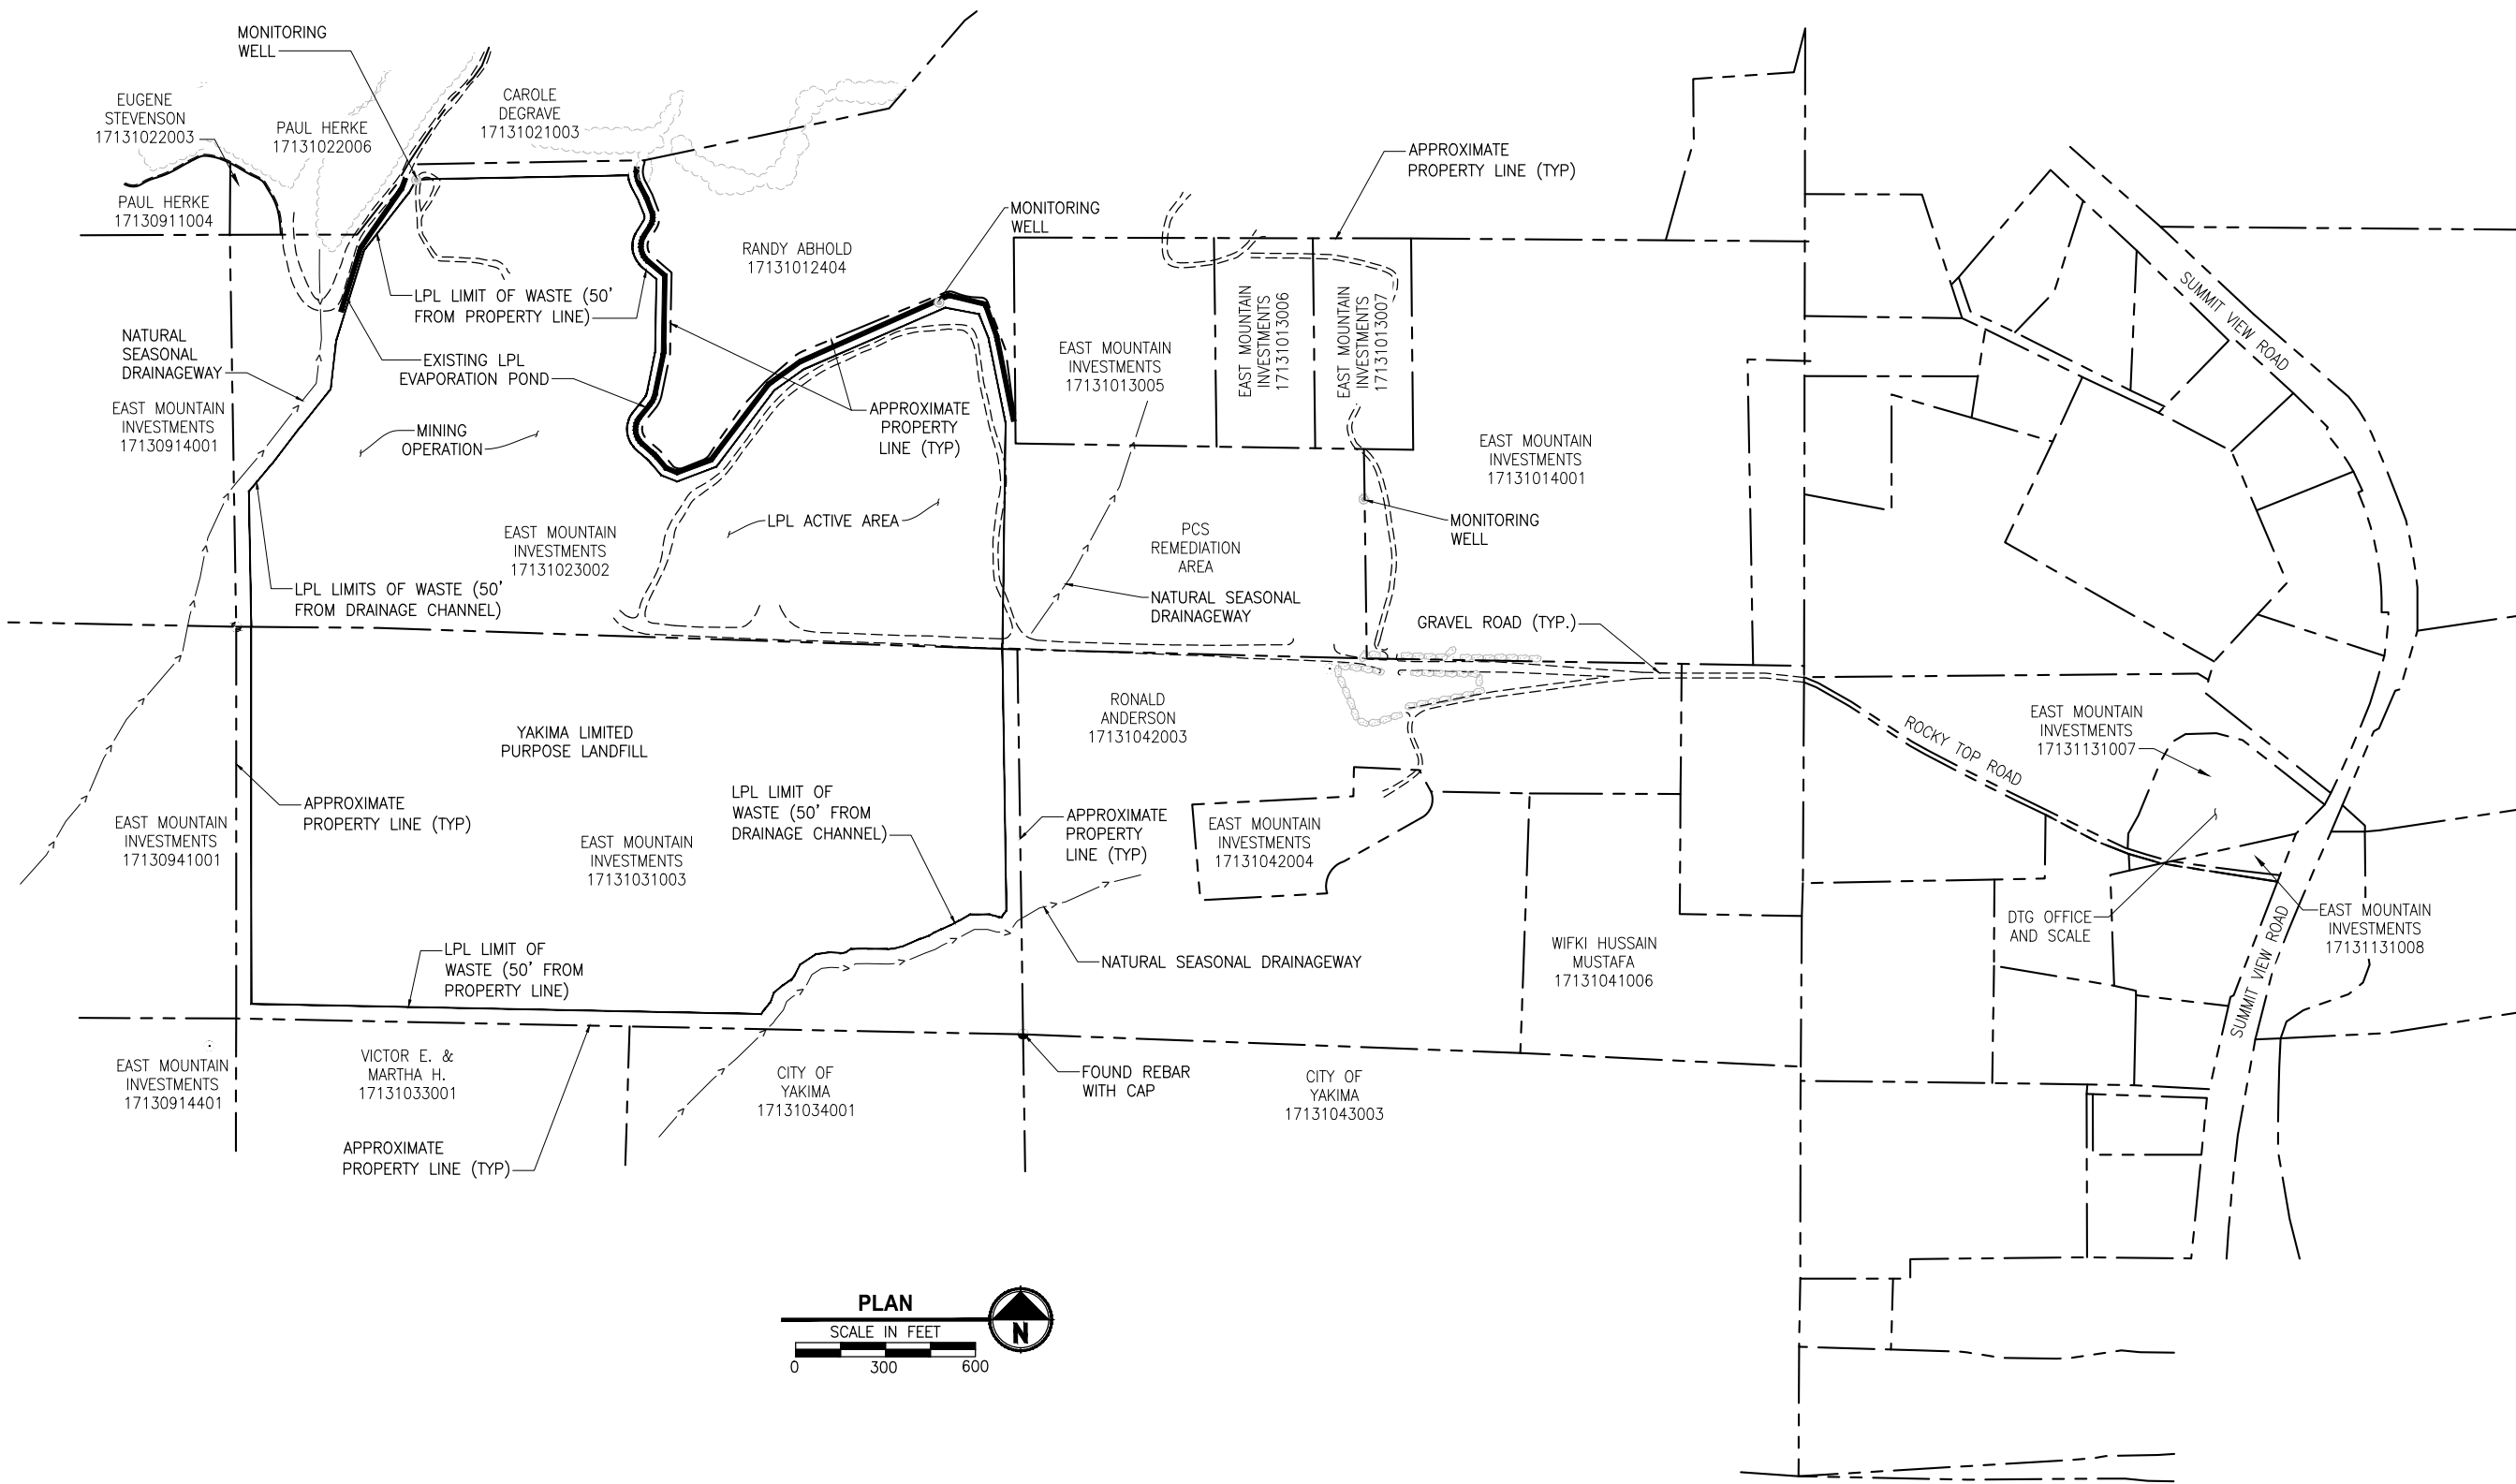 MONITORING
WELL
EUGENE
STEVENSON
17131022003
PAUL HERKE
17131022006
CAROLE
DEGRAVE
17131021003
PAUL HERKE
17130911004
APPROXIMATE
PROPERTY LINE (TYP)
MONITORING
WELL
RANDY ABHOLD
17131012404
LPL LIMIT OF WASTE (50'
FROM PROPERTY LINE)
EAST MOUNTAIN
INVESTMENTS
17131013006
EAST MOUNTAIN
INVESTMENTS
17131013007
SUMMIT VIEW ROAD
NATURAL
SEASONAL
DRAINAGEWAY
EXISTING LPL
EVAPORATION POND
EAST MOUNTAIN
INVESTMENTS
17131013005
EAST MOUNTAIN
INVESTMENTS
17130914001
MINING
OPERATION
APPROXIMATE
PROPERTY
LINE (TYP)
EAST MOUNTAIN
INVESTMENTS
17131014001
LPL ACTIVE AREA
EAST MOUNTAIN
INVESTMENTS
17131023002
PCS
REMEDIATION
AREA
MONITORING
WELL
LPL LIMITS OF WASTE (50'
FROM DRAINAGE CHANNEL)
NATURAL SEASONAL
DRAINAGEWAY
GRAVEL ROAD (TYP.)
YAKIMA LIMITED
PURPOSE LANDFILL
RONALD
ANDERSON
17131042003
ROCKY TOP ROAD
EAST MOUNTAIN
INVESTMENTS
17131131007
APPROXIMATE
PROPERTY LINE (TYP)
LPL LIMIT OF
WASTE (50' FROM
DRAINAGE CHANNEL)
APPROXIMATE
PROPERTY
LINE (TYP)
EAST MOUNTAIN
INVESTMENTS
17130941001
EAST MOUNTAIN
INVESTMENTS
17131031003
EAST MOUNTAIN
INVESTMENTS
17131042004
DTG OFFICE
AND SCALE
EAST MOUNTAIN
INVESTMENTS
17131131008
SUMMIT VIEW ROAD
LPL LIMIT OF
WASTE (50' FROM
PROPERTY LINE)
NATURAL SEASONAL DRAINAGEWAY
WIFKI HUSSAIN
MUSTAFA
17131041006
EAST MOUNTAIN
INVESTMENTS
17130914401
VICTOR E. &
MARTHA H.
17131033001
CITY OF
YAKIMA
17131034001
FOUND REBAR
WITH CAP
CITY OF
YAKIMA
17131043003
APPROXIMATE
PROPERTY LINE (TYP)
PLAN
N
SCALE IN FEET
0 300 600